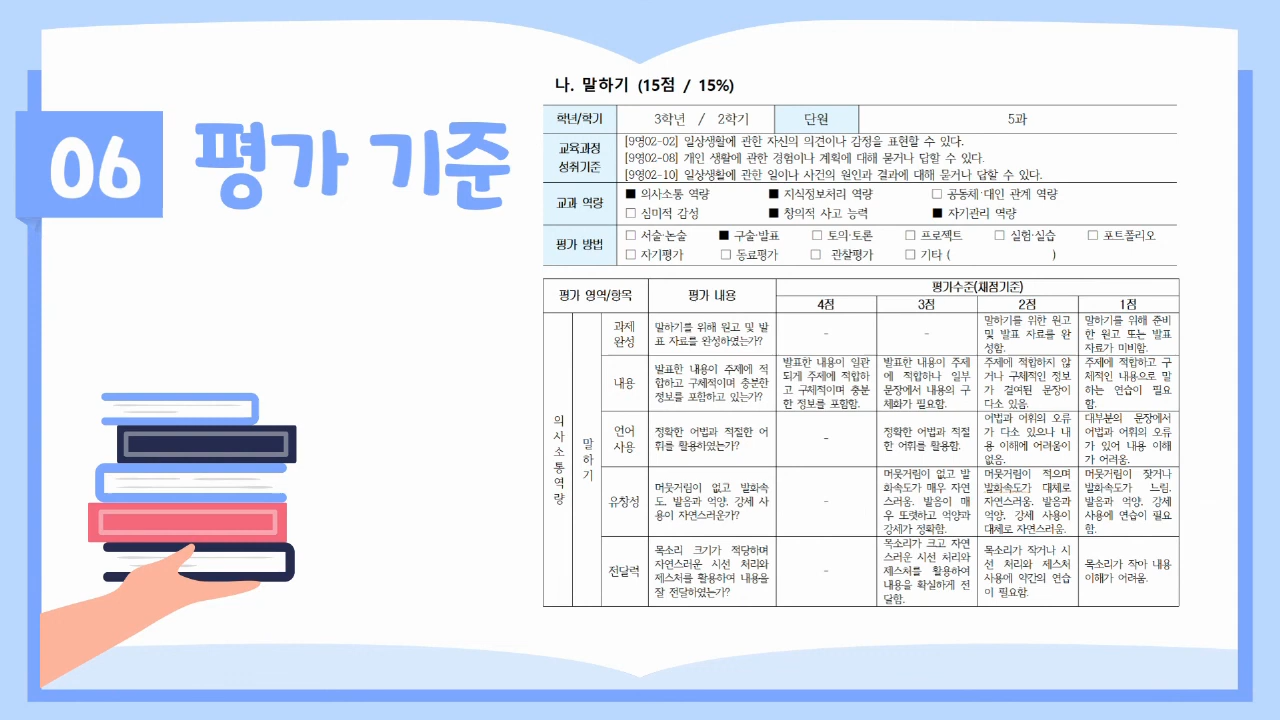 06
평가 기준
나. 말하기 (15점 / 15%)
학년/학기 3학년 / 2학기 단원 5과
교육과정
성취기준
[9영02-02] 일상생활에 관한 자신의 의견이나 감정을 표현할 수 있다.
[9영02-08] 개인 생활에 관한 경험이나 계획에 대해 묻거나 답할 수 있다.
[9영02-10] 일상생활에 관한 일이나 사건의 원인과 결과에 대해 묻거나 답할 수 있다.
교과 역량
■ 의사소통 역량 ■ 지식정보처리 역량 □ 공동체·대인 관계 역량
□ 심미적 감성 ■ 창의적 사고 능력 ■ 자기관리 역량
평가 방법
□ 서술·논술 ■ 구술·발표 □ 토의·토론 □ 프로젝트 □ 실험·실습 □ 포트폴리오
□ 자기평가 □ 동료평가 □ 관찰평가 □ 기타 ( )
평가 영역/항목 평가 내용 평가수준(채점기준)
4점 3점 2점 1점
의사소통역량
말하기
과제
완성
말하기를 위해 원고 및 발
표 자료를 완성하였는가?
-
-
말하기를 위한 원고
및 발표 자료를 완
성함.
말하기를 위해 준비
한 원고 또는 발표
자료가 미비함.
내용
발표한 내용이 주제에 적
합하고 구체적이며 충분한
정보를 포함하고 있는가?
발표한 내용이 일관
되게 주제에 적합하
고 구체적이며 충분
한 정보를 포함함.
발표한 내용이 주제
에 적합하나 일부
문장에서 내용의 구
체화가 필요함.
주제에 적합하지 않
거나 구체적인 정보
가 결여된 문장이
다소 있음.
주제에 적합하고 구
체적인 내용으로 말
하는 연습이 필요
함.
언어
사용
정확한 어법과 적절한 어
휘를 활용하였는가?
-
정확한 어법과 적절
한 어휘를 활용함.
어법과 어휘의 오류
가 다소 있으나 내
용 이해에 어려움이
없음.
대부분의 문장에서
어법과 어휘의 오류
가 있어 내용 이해
가 어려움.
유창성
머뭇거림이 없고 발화속
도, 발음과 억양, 강세 사
용이 자연스러운가?
-
머뭇거림이 없고 발
화속도가 매우 자연
스러움. 발음이 매
우 또렷하고 억양과
강세가 정확함.
머뭇거림이 적으며
발화속도가 대체로
자연스러움, 발음과
억양, 강세 사용이
대체로 자연스러움.
머뭇거림이 잦거나
발화속도가 느림,
발음과 억양, 강세
사용에 연습이 필요
함.
전달력
목소리 크기가 적당하며
자연스러운 시선 처리와
제스처를 활용하여 내용을
잘 전달하였는가?
-
목소리가 크고 자연
스러운 시선 처리와
제스처를 활용하여
내용을 확실하게 전
달함.
목소리가 작거나 시
선 처리와 제스처
사용에 약간의 연습
이 필요함.
목소리가 작아 내용
이해가 어려움.